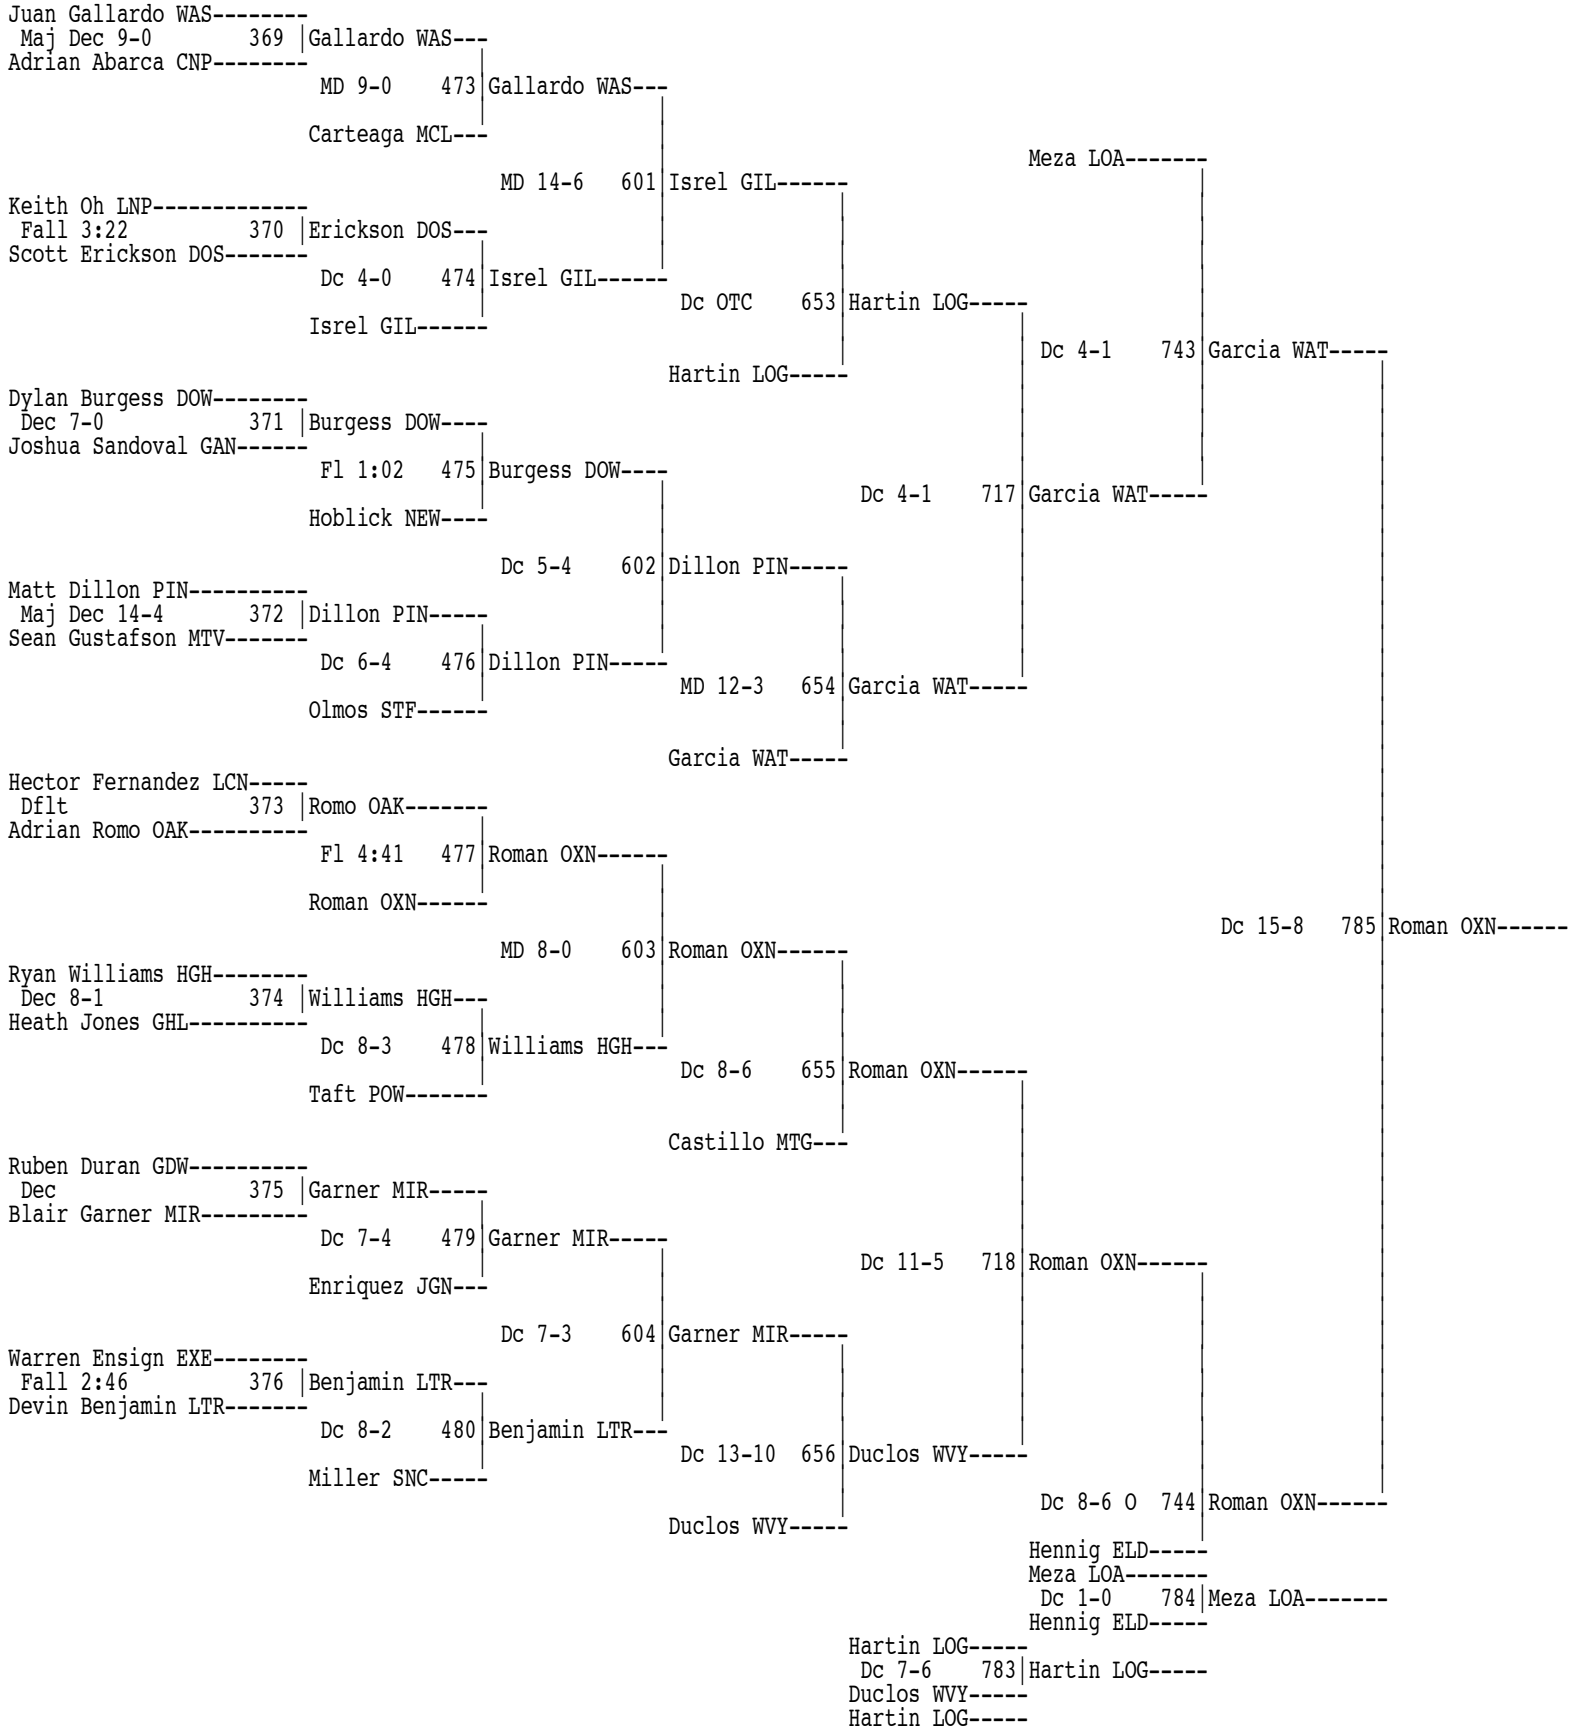 Juan Gallardo WAS--------
Maj Dec 9-0 369 |Gallardo WAS---
Adrian Abarca CNP--------
MD 9-0 473|Gallardo WAS---
Carteaga MCL---
Meza LOA-------
MD 14-6 601|Isrel GIL------
Keith Oh LNP-------------
Fall 3:22 370 |Erickson DOS---
Scott Erickson DOS-------
Dc 4-0 474|Isrel GIL------
Dc OTC 653|Hartin LOG-----
Isrel GIL------
Dc 4-1 743|Garcia WAT-----
Hartin LOG-----
Dylan Burgess DOW--------
Dec 7-0 371 |Burgess DOW----
Joshua Sandoval GAN------
Fl 1:02 475|Burgess DOW----
Dc 4-1 717|Garcia WAT-----
Hoblick NEW----
Dc 5-4 602|Dillon PIN-----
Matt Dillon PIN----------
Maj Dec 14-4 372 |Dillon PIN-----
Sean Gustafson MTV-------
Dc 6-4 476|Dillon PIN-----
MD 12-3 654|Garcia WAT-----
Olmos STF------
Garcia WAT-----
Hector Fernandez LCN-----
Dflt 373 |Romo OAK-------
Adrian Romo OAK----------
Fl 4:41 477|Roman OXN------
Roman OXN------
Dc 15-8 785|Roman OXN------
MD 8-0 603|Roman OXN------
Ryan Williams HGH--------
Dec 8-1 374 |Williams HGH---
Heath Jones GHL----------
Dc 8-3 478|Williams HGH---
Dc 8-6 655|Roman OXN------
Taft POW-------
Castillo MTG---
Ruben Duran GDW----------
Dec 375 |Garner MIR-----
Blair Garner MIR---------
Dc 7-4 479|Garner MIR-----
Dc 11-5 718|Roman OXN------
Enriquez JGN---
Dc 7-3 604|Garner MIR-----
Warren Ensign EXE--------
Fall 2:46 376 |Benjamin LTR---
Devin Benjamin LTR-------
Dc 8-2 480|Benjamin LTR---
Dc 13-10 656|Duclos WVY-----
Miller SNC-----
Dc 8-6 O 744|Roman OXN------
Duclos WVY-----
Hennig ELD-----
Meza LOA-------
Dc 1-0 784|Meza LOA-------
Hennig ELD-----
Hartin LOG-----
Dc 7-6 783|Hartin LOG-----
Duclos WVY-----
Hartin LOG-----